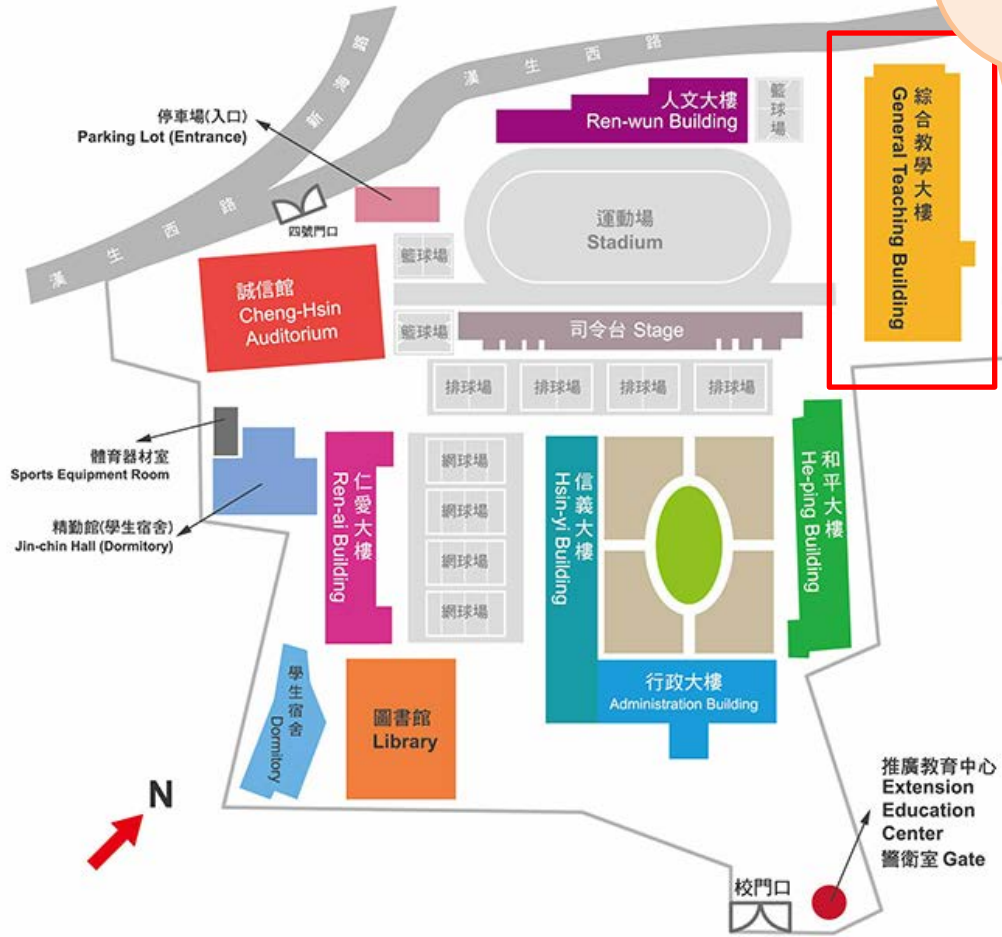 新海路
漢生西路
停車場(入口)
Parking Lot (Entrance)
人文大樓
Ren-wun Building
籃球場
綜合教學大樓
General Teaching Building
漢生西路
四號門口
運動場
Stadium
籃球場
誠信館
Cheng-Hsin
Auditorium
籃球場
司令台 Stage
排球場
排球場
排球場
排球場
體育器材室
Sports Equipment Room
精勤館(學生宿舍)
Jin-chin Hall (Dormitory)
仁愛大樓
Ren-ai Building
網球場
網球場
網球場
網球場
信義大樓
Hsin-yi Building
和平大樓
He-ping Building
學生宿舍
Dormitory
圖書館
Library
行政大樓
Administration Building
N
推廣教育中心
Extension
Education
Center
警衛室 Gate
校門口